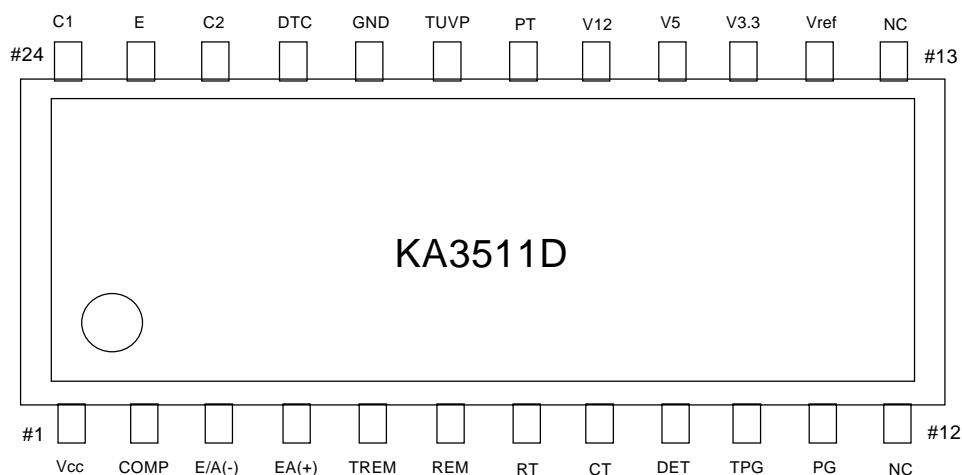 C1 E C2 DTC GND TUVP PT V12 V5 V3.3 Vref NC
#24 #13
KA3511D
#1 #12
Vcc COMP E/A(-) EA(+) TREM REM RT CT DET TPG PG NC